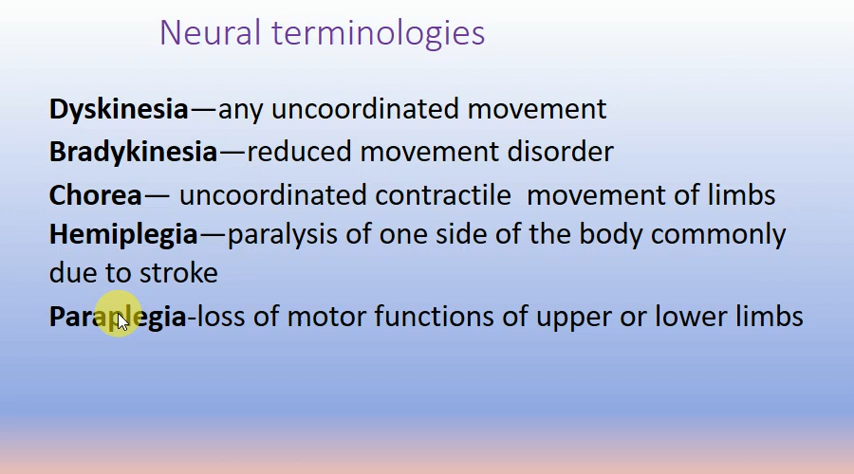 Neural terminologies
Dyskinesia—any uncoordinated movement
Bradykinesia—reduced movement disorder
Chorea— uncoordinated contractile  movement of limbs
Hemiplegia—paralysis of one side of the body commonly
due to stroke
Paraplegia-loss of motor functions of upper or lower limbs